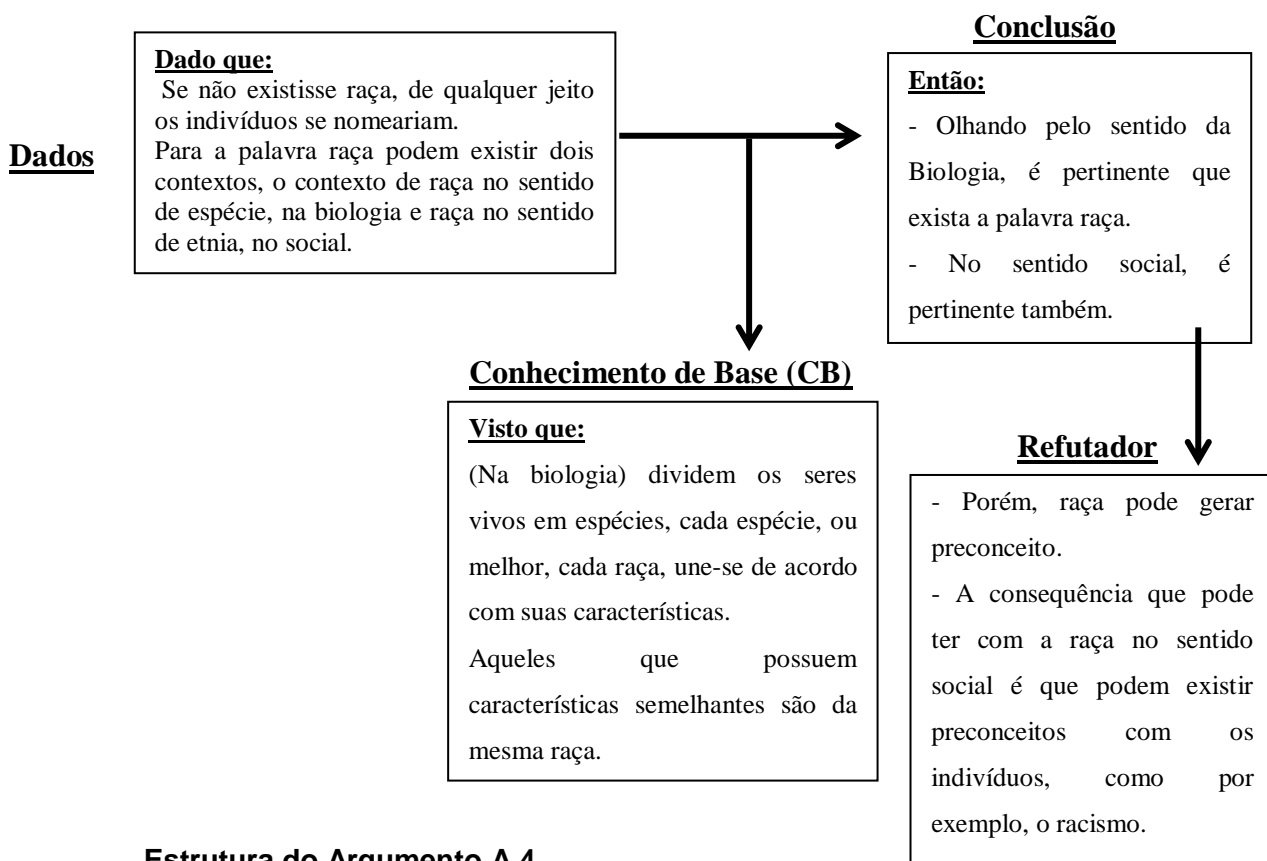 Dados
Dado que:
Se não existisse raça, de qualquer jeito
os indivíduos se nomeariam.
Para a palavra raça podem existir dois
contextos, o contexto de raça no sentido
de espécie, na biologia e raça no sentido
de etnia, no social.
Conclusão
Então:
- Olhando pelo sentido da
Biologia, é pertinente que
exista a palavra raça.
- No sentido social, é
pertinente também.
Conhecimento de Base (CB)
Visto que:
(Na biologia) dividem os seres
vivos em espécies, cada espécie, ou
melhor, cada raça, une-se de acordo
com suas características.
Aqueles que possuem
características semelhantes são da
mesma raça.
Refutador
- Porém, raça pode gerar
preconceito.
- A consequência que pode
ter com a raça no sentido
social é que podem existir
preconceitos com os
indivíduos, como por
exemplo, o racismo.
Estrutura do Argumento A 4